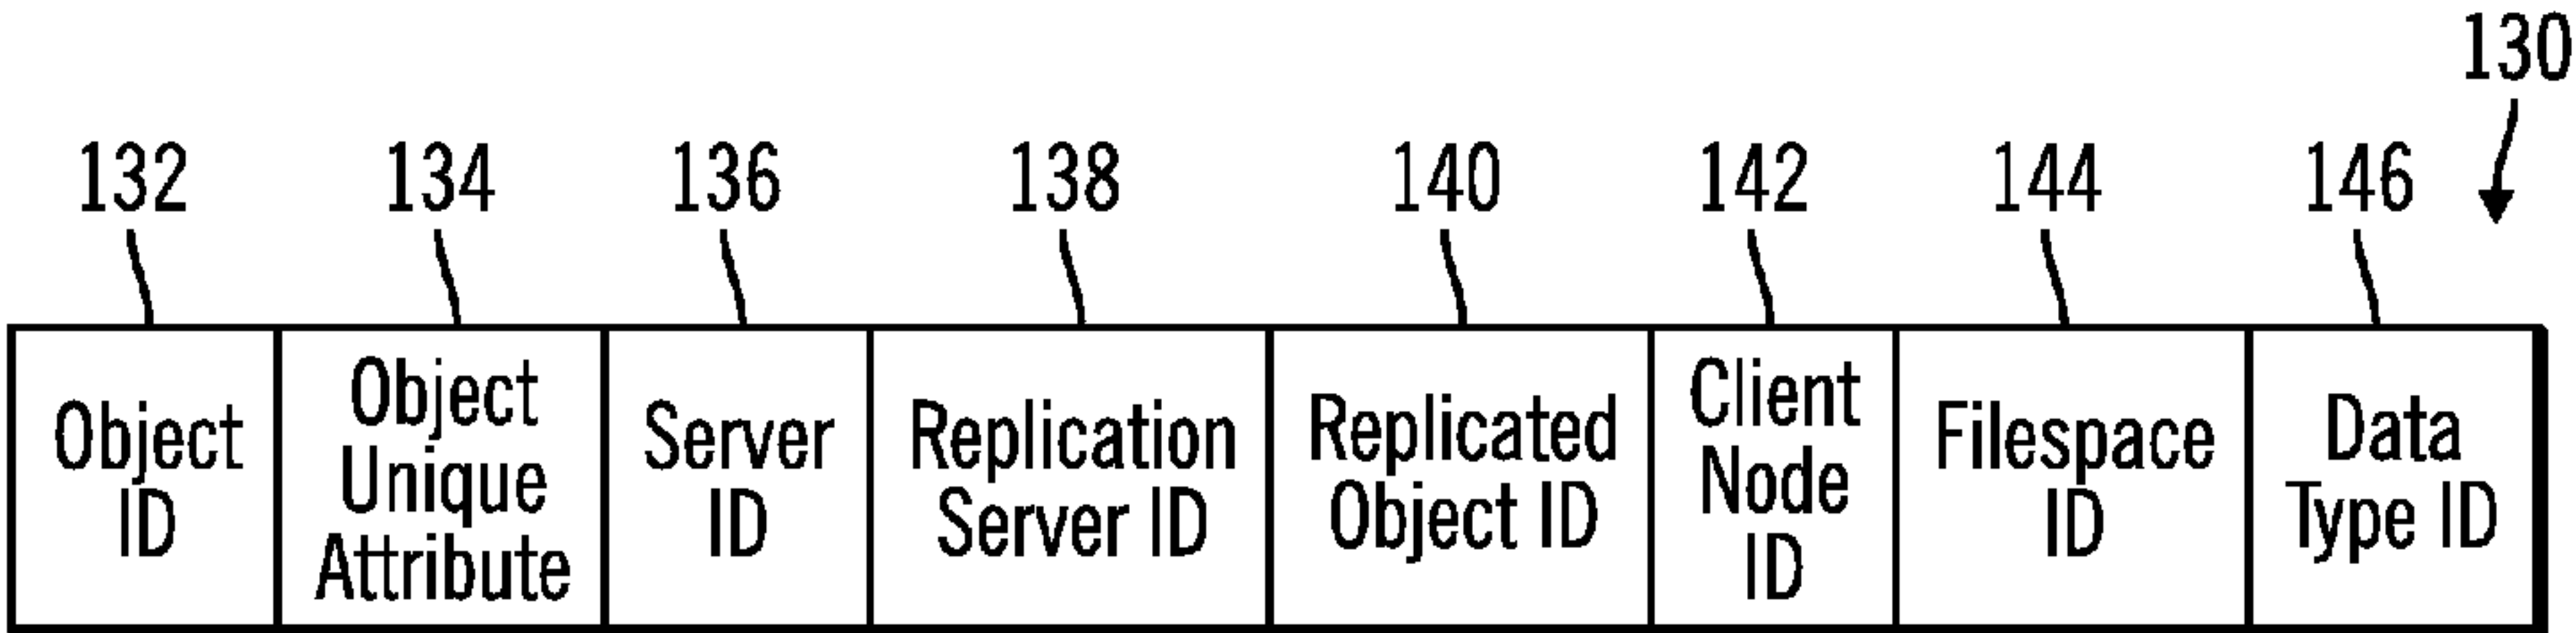 130
132 134 136 138 140 142 144 146
Object ID
Object Unique Attribute
Server ID
Replication Server ID
Replicated Object ID
Client Node ID
Filespace ID
Data Type ID